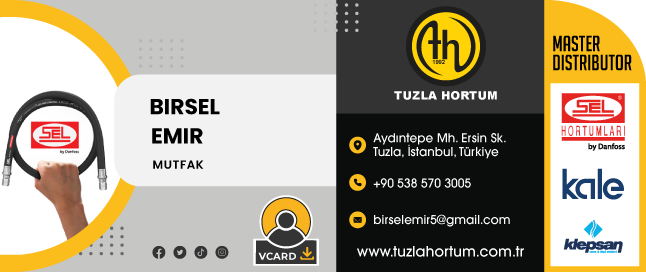 SEL
by Danfoss
BIRSEL
EMIR
MUTFAK
VCARD
th
1992
TUZLA HORTUM
Aydıntepe Mh. Ersin Sk.
Tuzla, İstanbul, Türkiye
+90 538 570 3005
birselemir5@gmail.com
www.tuzlahortum.com.tr
MASTER
DISTRIBUTOR
SEL
HORTUMLARI
by Danfoss
kale
klepsan